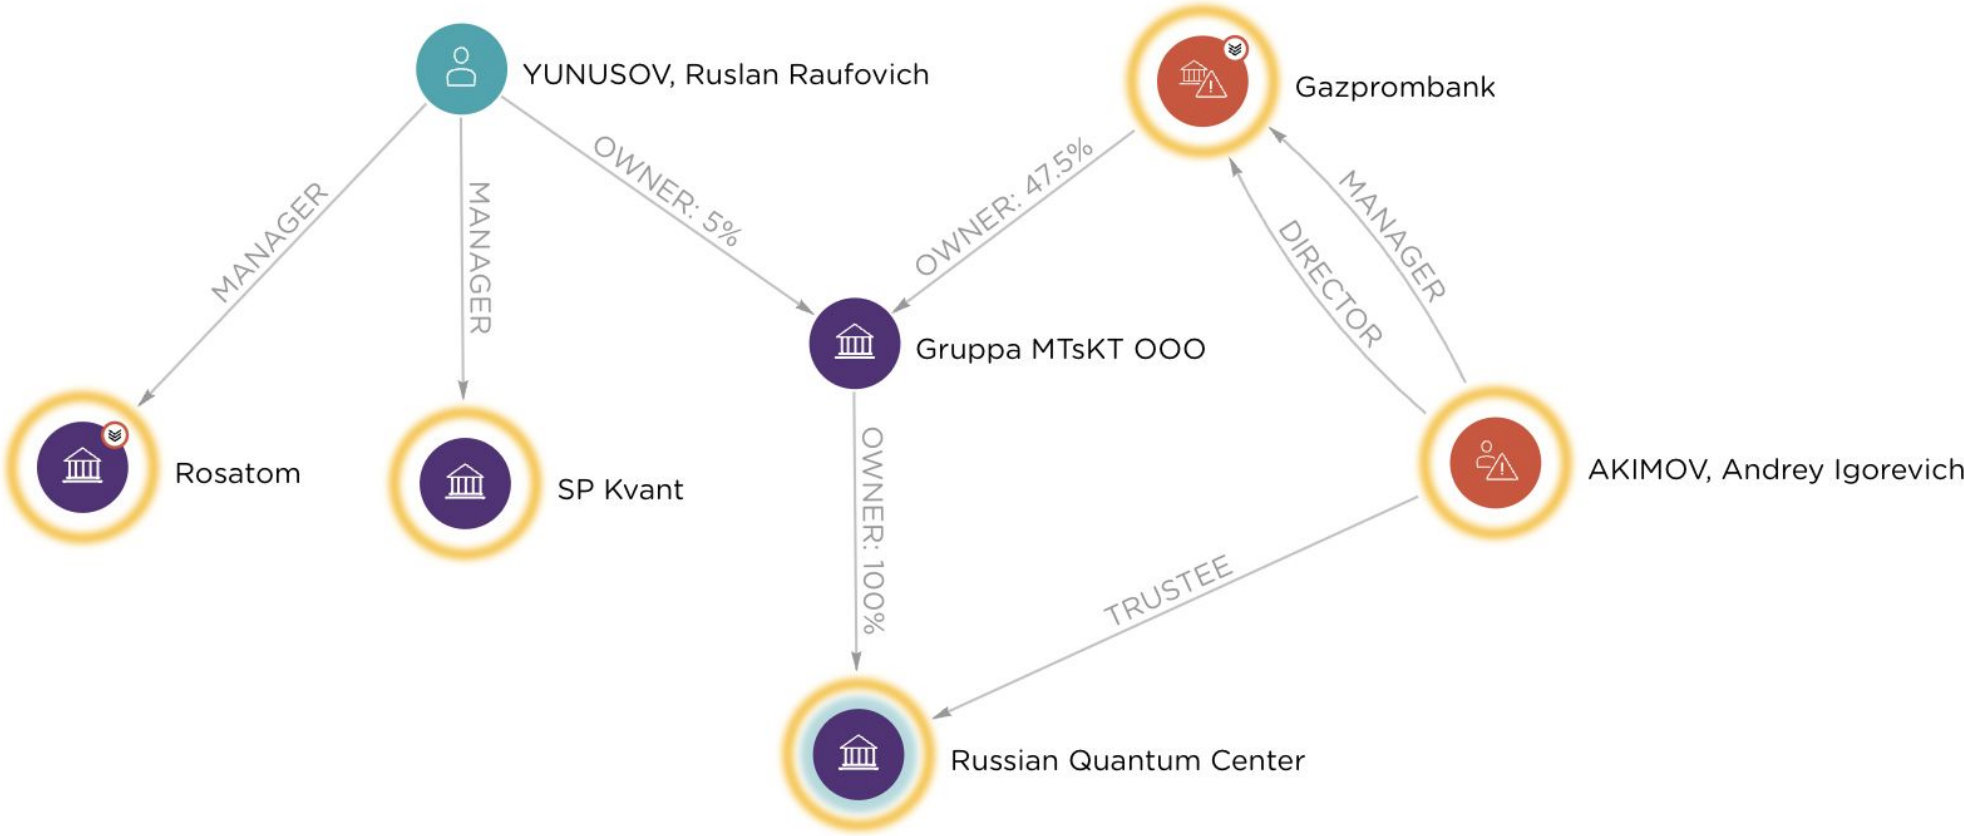 YUNUSOV, Ruslan Raufovich
Gazprombank
MANAGER
MANAGER
OWNER: 5%
OWNER: 47.5%
MANAGER
DIRECTOR
Gruppa MTsKT OOO
Rosatom
SP Kvant
AKIMOV, Andrey Igorevich
OWNER: 100%
TRUSTEE
Russian Quantum Center